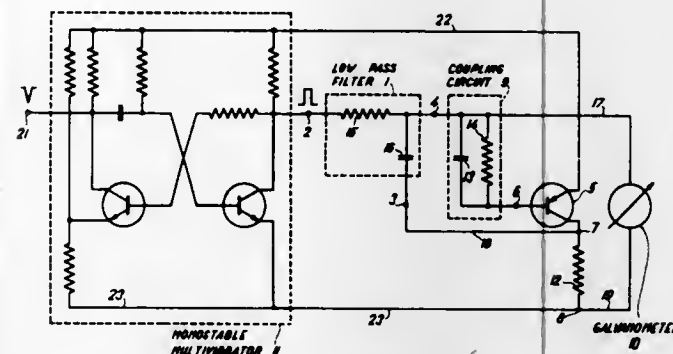 22
LOW PASS
FILTER 1
COUPLING
CIRCUIT 9
21
2
15
4
14
17
16
13
3
6
5
7
18
12
23
23
8
19
MONOSTABLE
MULTIVIBRATOR 11
GALVANOMETER
10